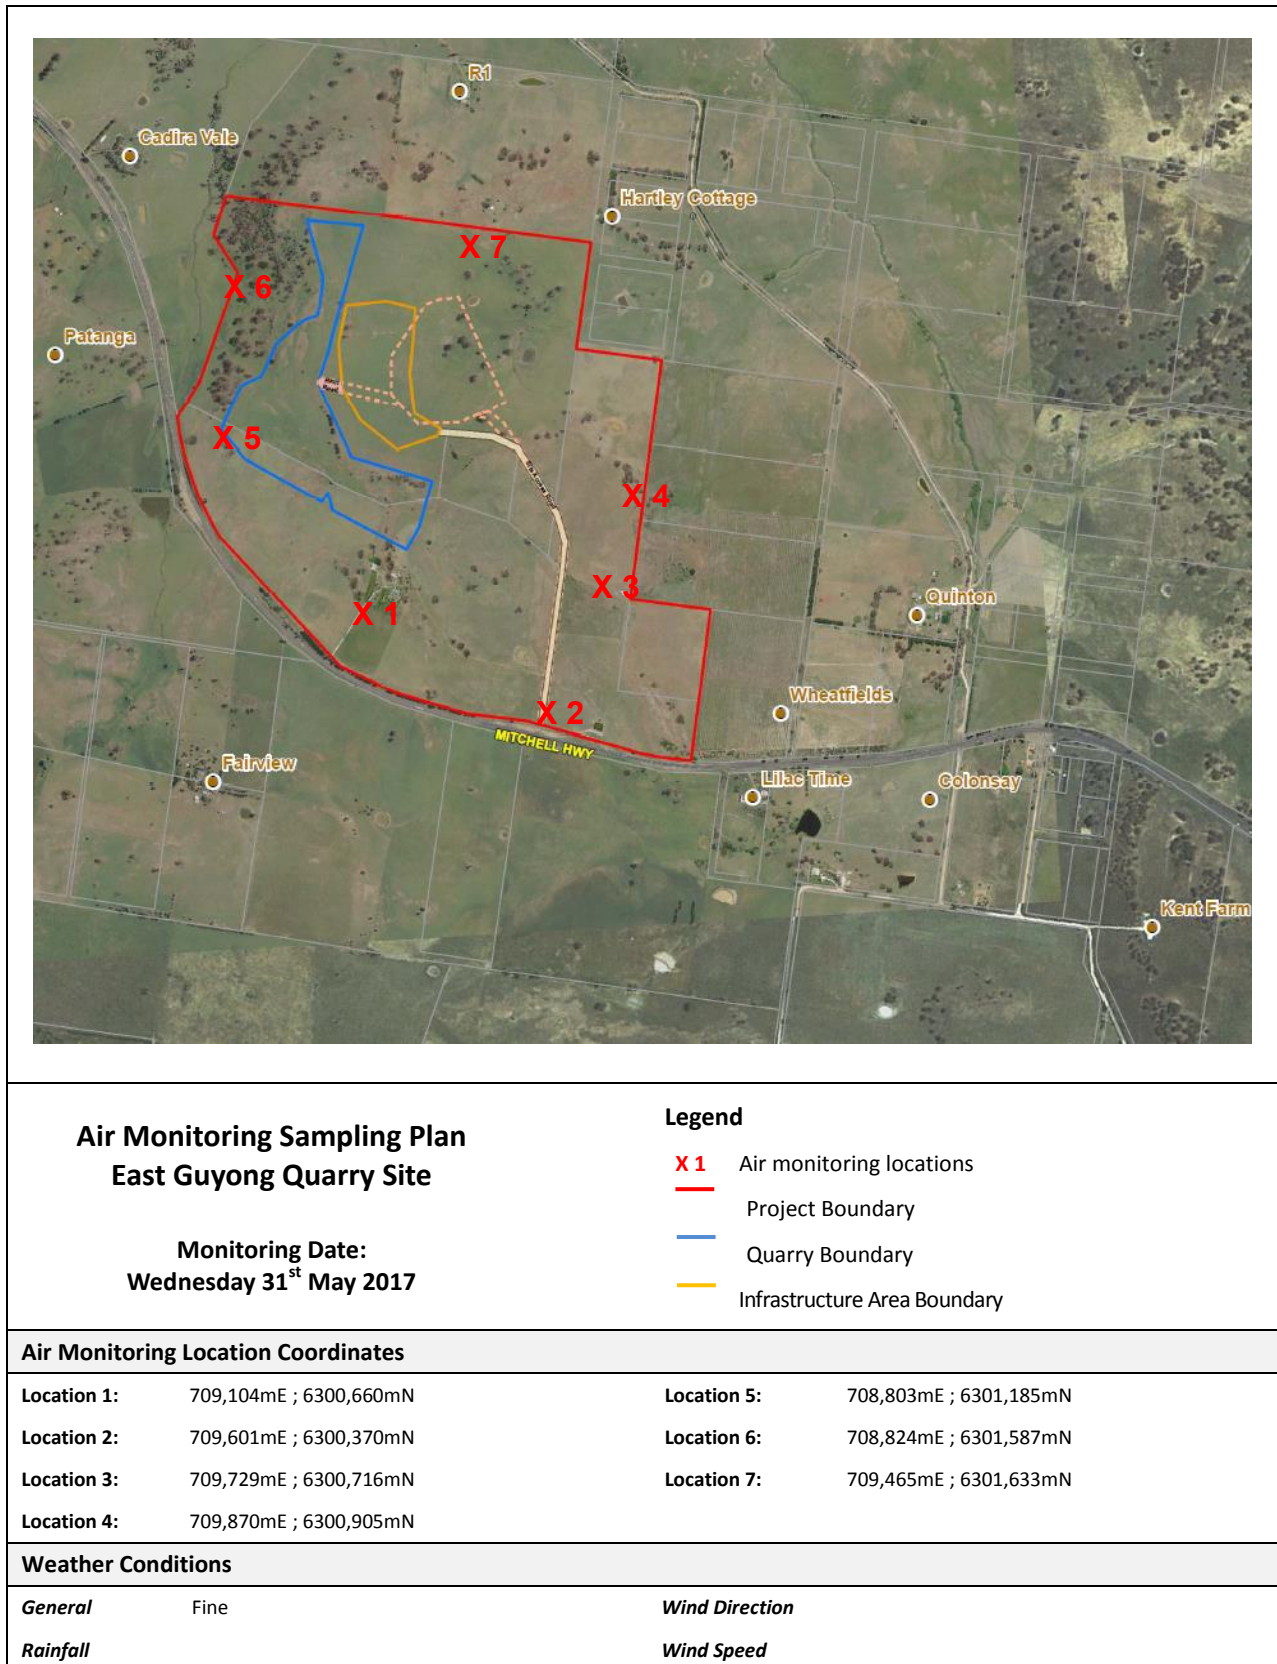 R1
Cadira Vale
Hartley Cottage
X 7
X 6
Patanga
X 5
X 4
X 3
Quinton
X 1
Wheatfields
X 2
MITCHELL HWY
Fairview
Lilac Time
Colonsay
Kent Farm
Air Monitoring Sampling Plan
East Guyong Quarry Site
Monitoring Date:
Wednesday 31st May 2017
Legend
X 1 Air monitoring locations
Project Boundary
Quarry Boundary
Infrastructure Area Boundary
Air Monitoring Location Coordinates
Location 1: 709,104mE ; 6300,660mN Location 5: 708,803mE ; 6301,185mN
Location 2: 709,601mE ; 6300,370mN Location 6: 708,824mE ; 6301,587mN
Location 3: 709,729mE ; 6300,716mN Location 7: 709,465mE ; 6301,633mN
Location 4: 709,870mE ; 6300,905mN
Weather Conditions
General Fine Wind Direction
Rainfall Wind Speed